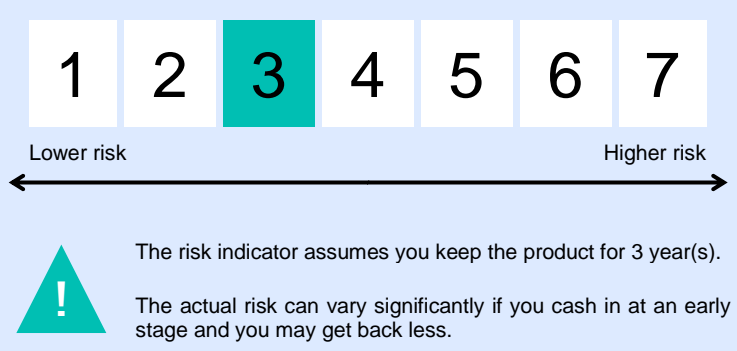 1 2 3 4 5 6 7
Lower risk Higher risk
The risk indicator assumes you keep the product for 3 year(s).
!
The actual risk can vary significantly if you cash in at an early
stage and you may get back less.